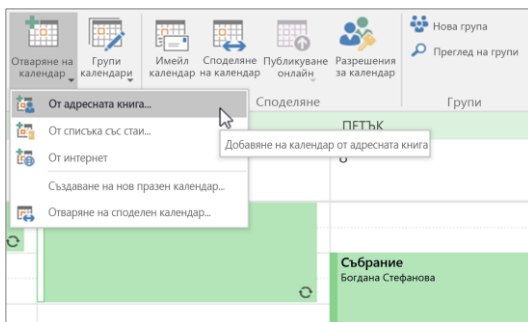 Отваряне на календар
Групи календари
Имейл календар
Споделяне на календар
Публикуване онлайн
Разрешения за календар
Нова група
Преглед на групи
Споделяне
Групи
От адресната книга...
От списъка със стаи...
От интернет
Създаване на нов празен календар...
Отваряне на споделен календар...
ПЕТЪК
Добавяне на календар от адресната книга
Събрание
Богдана Стефанова